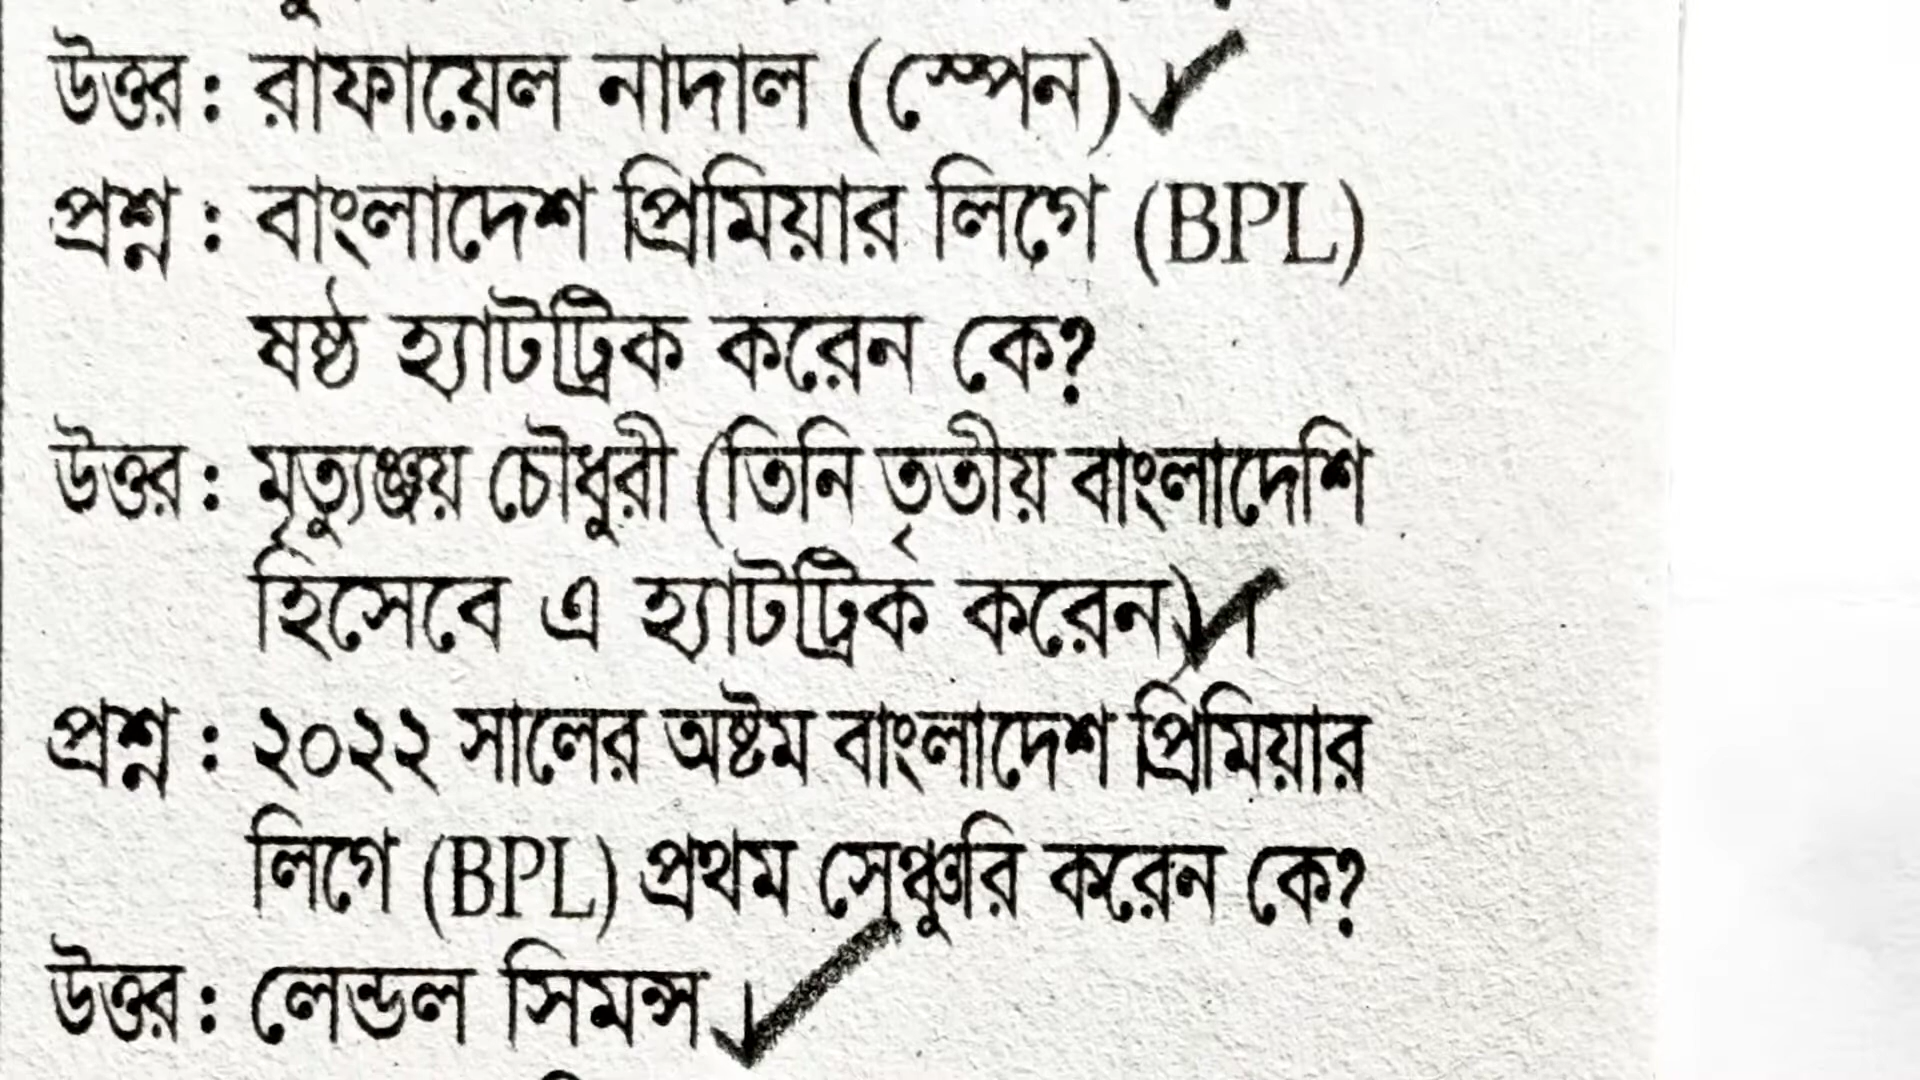 উত্তর : রাফায়েল নাদাল (স্পেন)
প্রশ্ন : বাংলাদেশ প্রিমিয়ার লিগে (BPL)
ষষ্ঠ হ্যাটট্রিক করেন কে?
উত্তর : মৃত্যুঞ্জয় চৌধুরী (তিনি তৃতীয় বাংলাদেশি
হিসেবে এ হ্যাটট্রিক করেন)।
প্রশ্ন : ২০২২ সালের অষ্টম বাংলাদেশ প্রিমিয়ার
লিগে (BPL) প্রথম সেঞ্চুরি করেন কে?
উত্তর : লেন্ডল সিমন্স